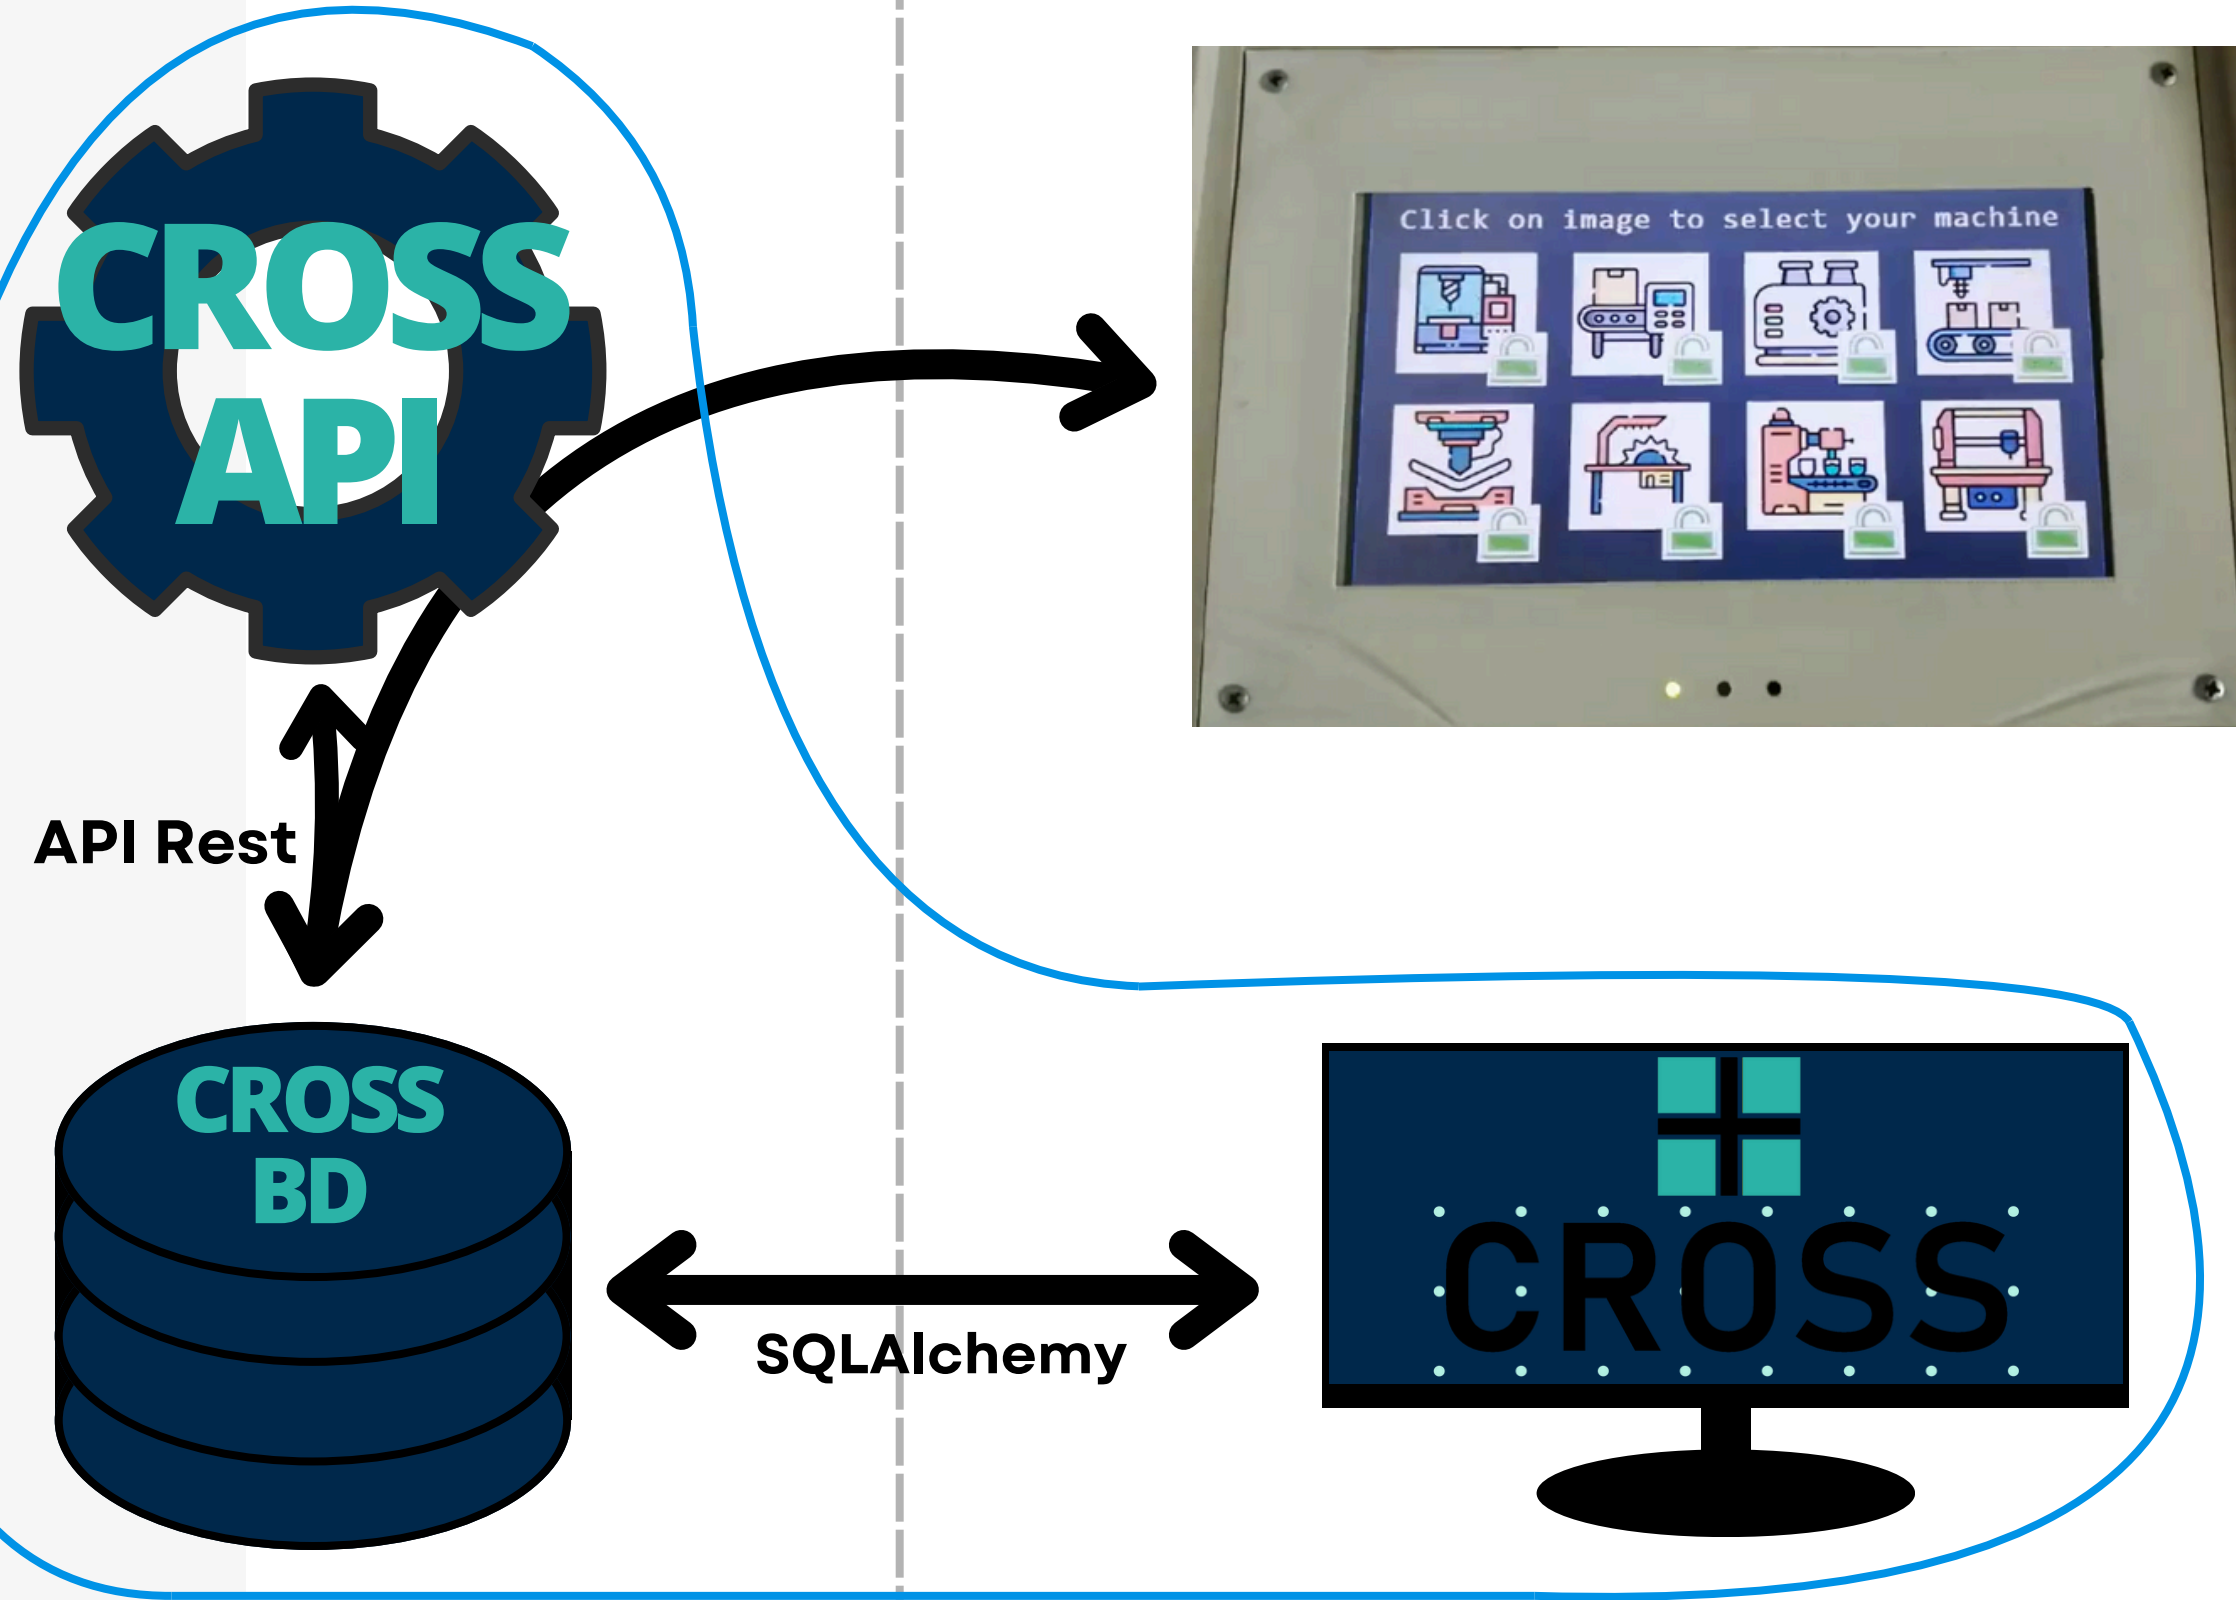 CROSS
API
Click on image to select your machine
API Rest
CROSS
BD
SQLAlchemy
CROSS